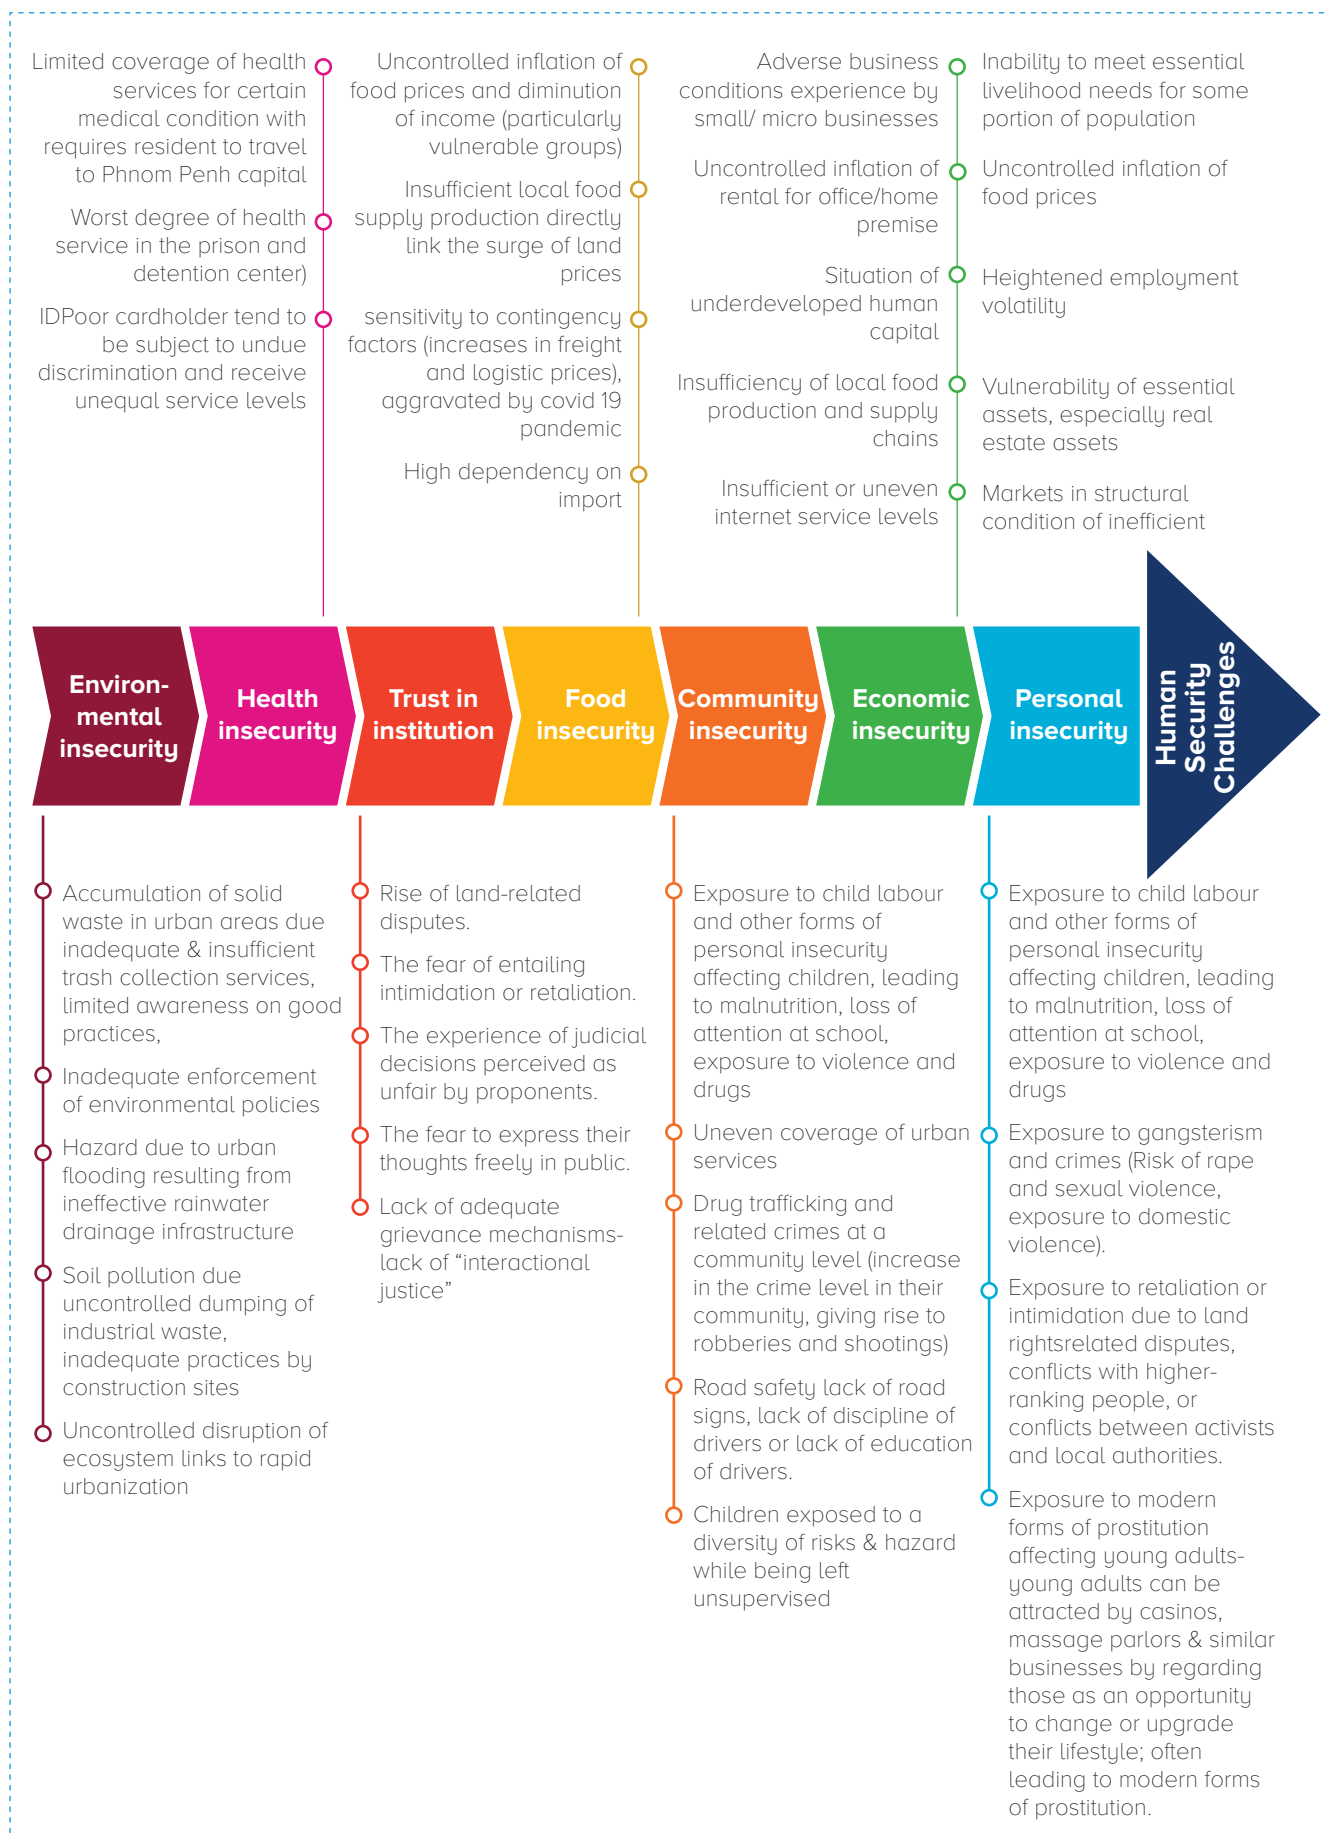 Limited coverage of health
services for certain
medical condition with
requires resident to travel
to Phnom Penh capital
Worst degree of health
service in the prison and
detention center)
IDPoor cardholder tend to
be subject to undue
discrimination and receive
unequal service levels
Uncontrolled inflation of
food prices and diminution
of income (particularly
vulnerable groups)
Insufficient local food
supply production directly
link the surge of land
prices
sensitivity to contingency
factors (increases in freight
and logistic prices),
aggravated by covid 19
pandemic
High dependency on
import
Adverse business
conditions experience by
small/ micro businesses
Uncontrolled inflation of
rental for office/home
premise
Situation of
underdeveloped human
capital
Insufficiency of local food
production and supply
chains
Insufficient or uneven
internet service levels
Inability to meet essential
livelihood needs for some
portion of population
Uncontrolled inflation of
food prices
Heightened employment
volatility
Vulnerability of essential
assets, especially real
estate assets
Markets in structural
condition of inefficient
Environ-
mental
insecurity
Health
insecurity
Trust in
institution
Food
insecurity
Community
insecurity
Economic
insecurity
Personal
insecurity
Human
Security
Challenges
Accumulation of solid
waste in urban areas due
inadequate & insufficient
trash collection services,
limited awareness on good
practices,
Inadequate enforcement
of environmental policies
Hazard due to urban
flooding resulting from
ineffective rainwater
drainage infrastructure
Soil pollution due
uncontrolled dumping of
industrial waste,
inadequate practices by
construction sites
Uncontrolled disruption of
ecosystem links to rapid
urbanization
Rise of land-related
disputes.
The fear of entailing
intimidation or retaliation.
The experience of judicial
decisions perceived as
unfair by proponents.
The fear to express their
thoughts freely in public.
Lack of adequate
grievance mechanisms-
lack of “interactional
justice”
Exposure to child labour
and other forms of
personal insecurity
affecting children, leading
to malnutrition, loss of
attention at school,
exposure to violence and
drugs
Uneven coverage of urban
services
Drug trafficking and
related crimes at a
community level (increase
in the crime level in their
community, giving rise to
robberies and shootings)
Road safety lack of road
signs, lack of discipline of
drivers or lack of education
of drivers.
Children exposed to a
diversity of risks & hazard
while being left
unsupervised
Exposure to child labour
and other forms of
personal insecurity
affecting children, leading
to malnutrition, loss of
attention at school,
exposure to violence and
drugs
Exposure to gangsterism
and crimes (Risk of rape
and sexual violence,
exposure to domestic
violence).
Exposure to retaliation or
intimidation due to land
rightsrelated disputes,
conflicts with higher-
ranking people, or
conflicts between activists
and local authorities.
Exposure to modern
forms of prostitution
affecting young adults-
young adults can be
attracted by casinos,
massage parlors & similar
businesses by regarding
those as an opportunity
to change or upgrade
their lifestyle; often
leading to modern forms
of prostitution.